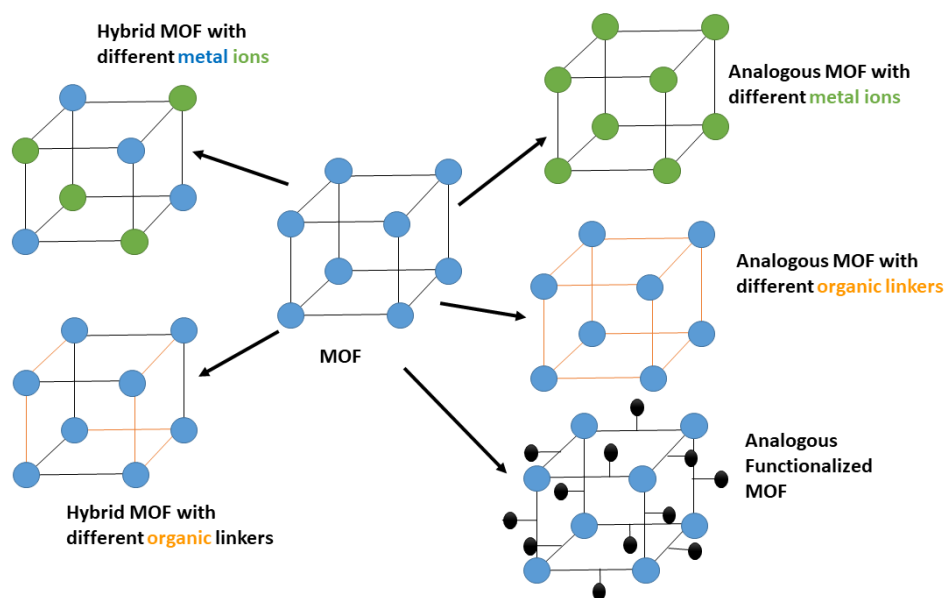 Hybrid MOF with
different metal ions
Analogous MOF with
different metal ions
MOF
Analogous MOF with
different organic linkers
Hybrid MOF with
different organic linkers
Analogous
Functionalized
MOF